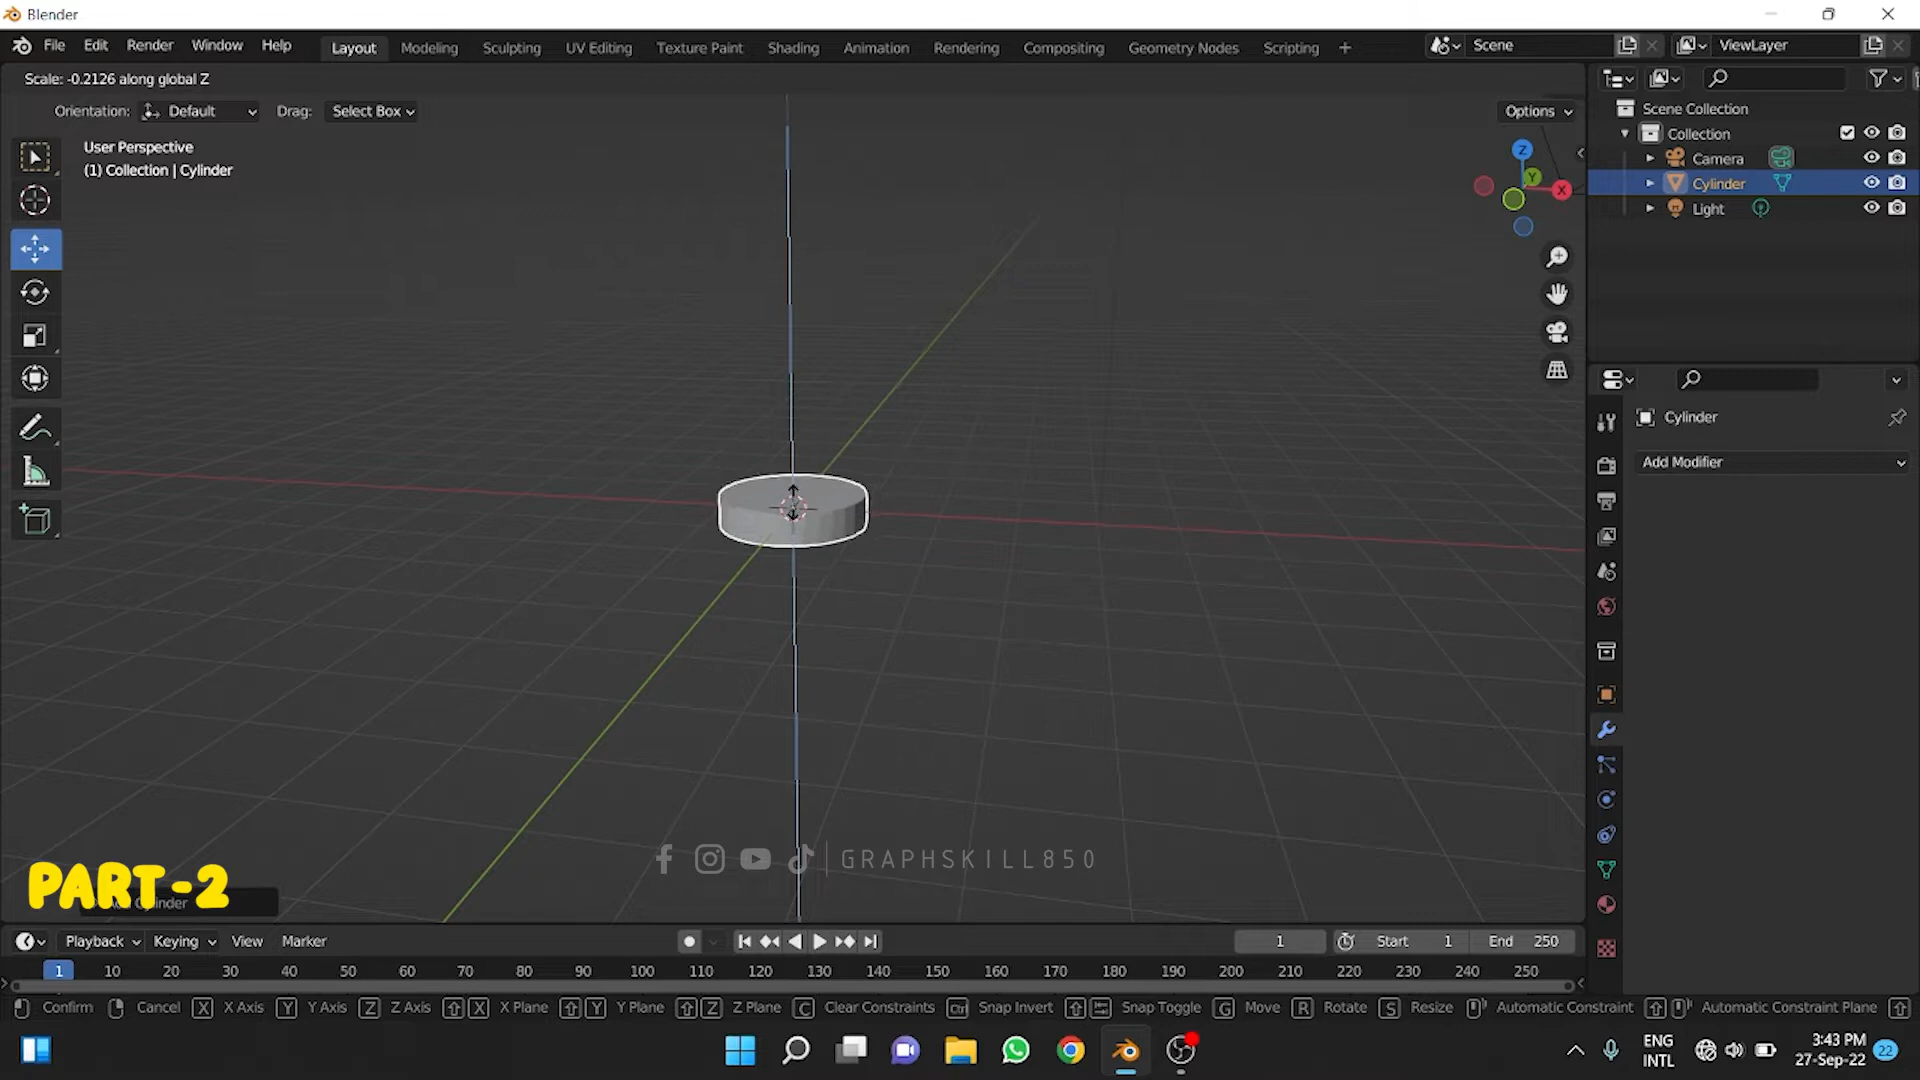 Blender
File Edit Render Window Help Layout Modeling Sculpting UV Editing Texture Paint Shading Animation Rendering Compositing Geometry Nodes Scripting + Scene ViewLayer
Scale: -0.2126 along global Z
Orientation: Default Drag: Select Box Options
User Perspective
(1) Collection | Cylinder
Z
Y
X
Scene Collection
Collection
Camera
Cylinder
Light
Cylinder
Add Modifier
GRAPHSKILL850
PART-2
Cylinder
Playback Keying View Marker 1 Start 1 End 250
1 10 20 30 40 50 60 70 80 90 100 110 120 130 140 150 160 170 180 190 200 210 220 230 240 250
Confirm Cancel X X Axis Y Y Axis Z Z Axis X X Plane Y Y Plane Z Z Plane C Clear Constraints Ctrl Snap Invert Snap Toggle G Move R Rotate S Resize Automatic Constraint Automatic Constraint Plane
ENG
INTL
3:43 PM
27-Sep-22
22